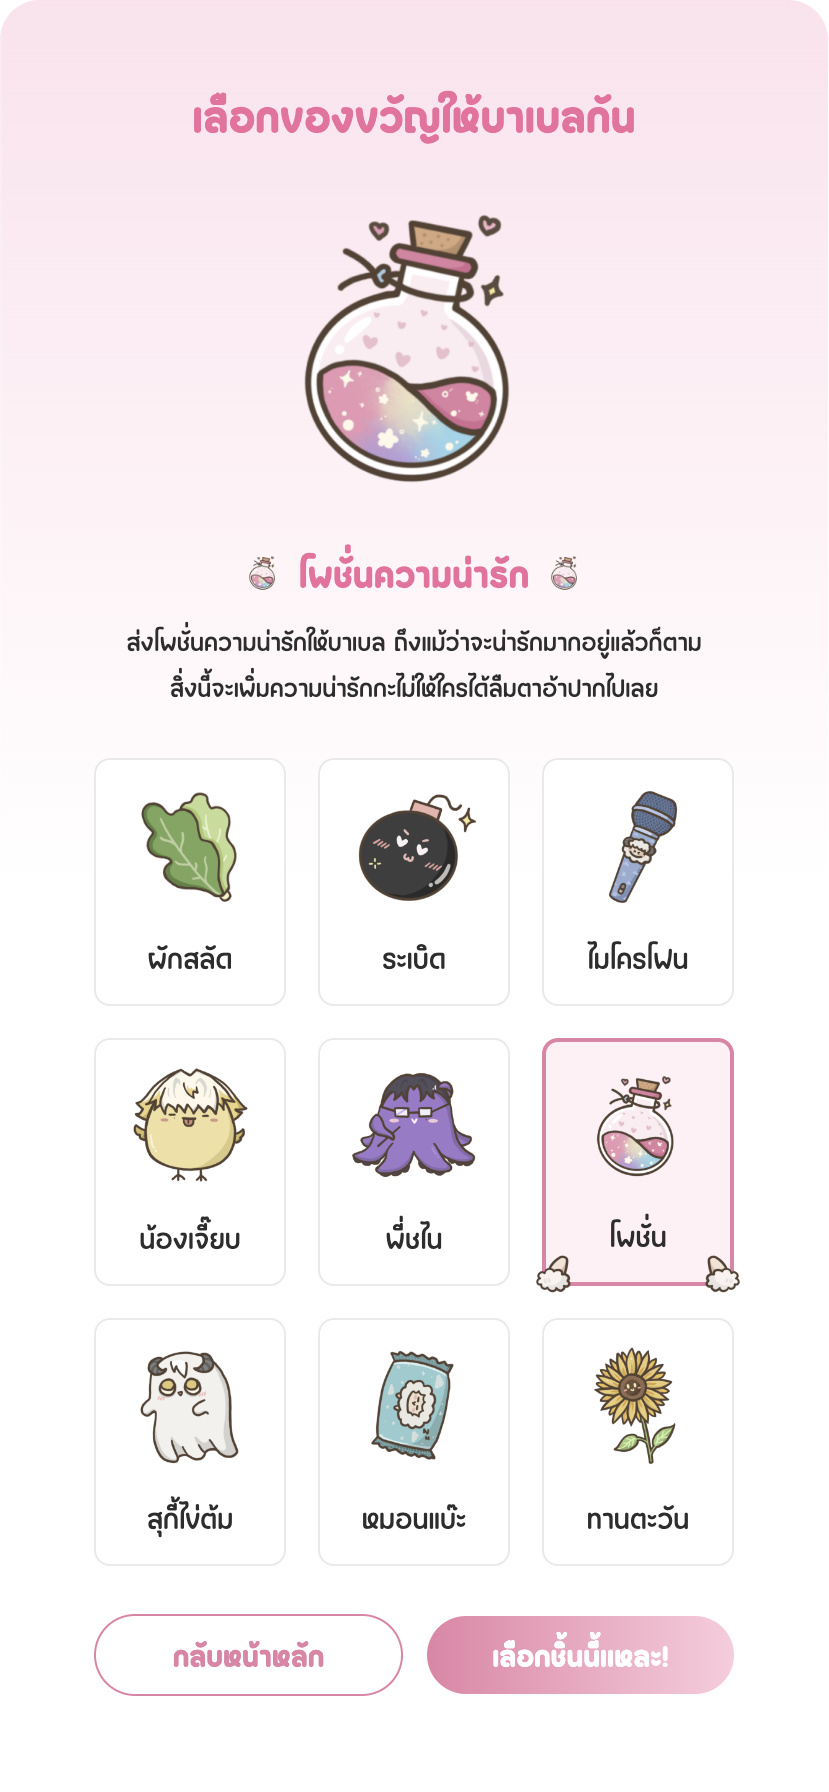 เลือกของขวัญให้บาเบลกัน
โพชั่นความน่ารัก
ส่งโพชั่นความน่ารักให้บาเบล ถึงแม้ว่าจะน่ารักมากอยู่แล้วก็ตาม
สิ่งนี้จะเพิ่มความน่ารักกะไม่ให้ใครได้ลืมตาอ้าปากไปเลย
ผักสลัด
ระเบิด
ไมโครโฟน
น้องเจี๊ยบ
พี่ชไน
โพชั่น
สุกี้ไข่ต้ม
หมอนแบ๊ะ
ทานตะวัน
กลับหน้าหลัก
เลือกชิ้นนี้แหละ!